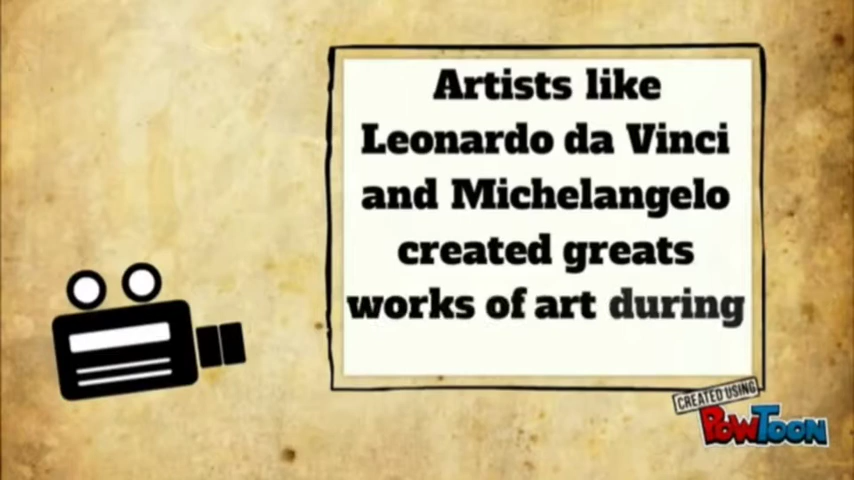 Artists like
Leonardo da Vinci
and Michelangelo
created greats
works of art during
CREATED USING
POWTOON